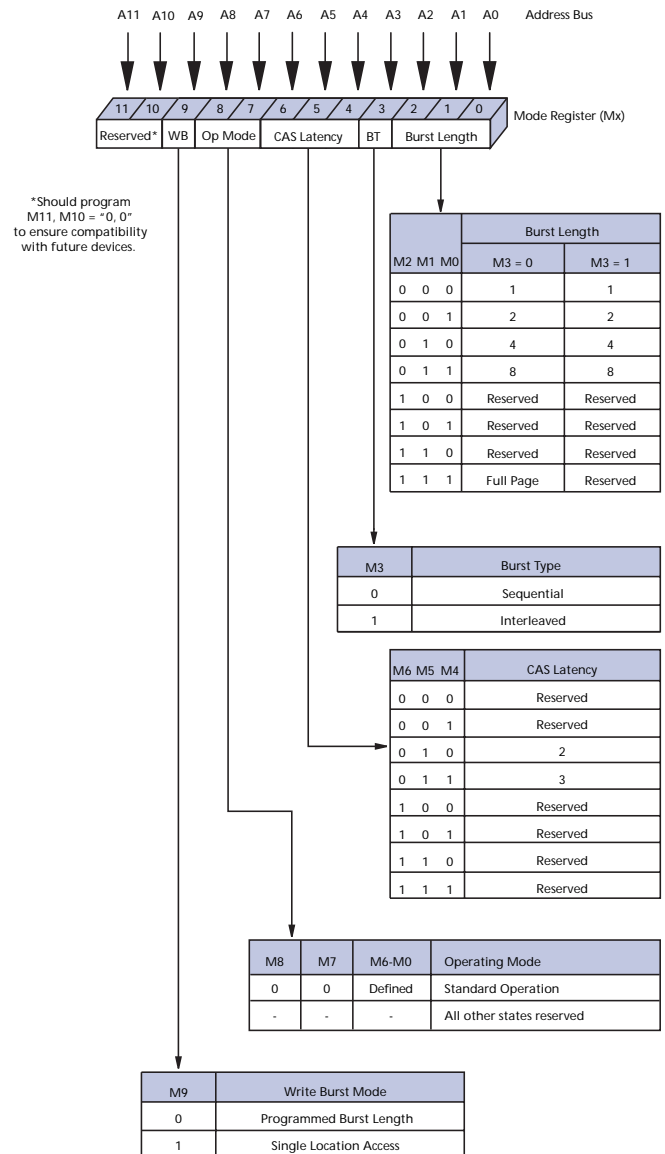 A11 A10 A9 A8 A7 A6 A5 A4 A3 A2 A1 A0 Address Bus
11 10 9 8 7 6 5 4 3 2 1 0
Mode Register (Mx)
Reserved* WB Op Mode CAS Latency BT Burst Length
*Should program
M11, M10 = “0, 0”
to ensure compatibility
with future devices.
Burst Length
M2 M1 M0 M3 = 0 M3 = 1
0 0 0 1 1
0 0 1 2 2
0 1 0 4 4
0 1 1 8 8
1 0 0 Reserved Reserved
1 0 1 Reserved Reserved
1 1 0 Reserved Reserved
1 1 1 Full Page Reserved
M3 Burst Type
0 Sequential
1 Interleaved
M6 M5 M4 CAS Latency
0 0 0 Reserved
0 0 1 Reserved
0 1 0 2
0 1 1 3
1 0 0 Reserved
1 0 1 Reserved
1 1 0 Reserved
1 1 1 Reserved
M8 M7 M6-M0 Operating Mode
0 0 Defined Standard Operation
- - - All other states reserved
M9 Write Burst Mode
0 Programmed Burst Length
1 Single Location Access